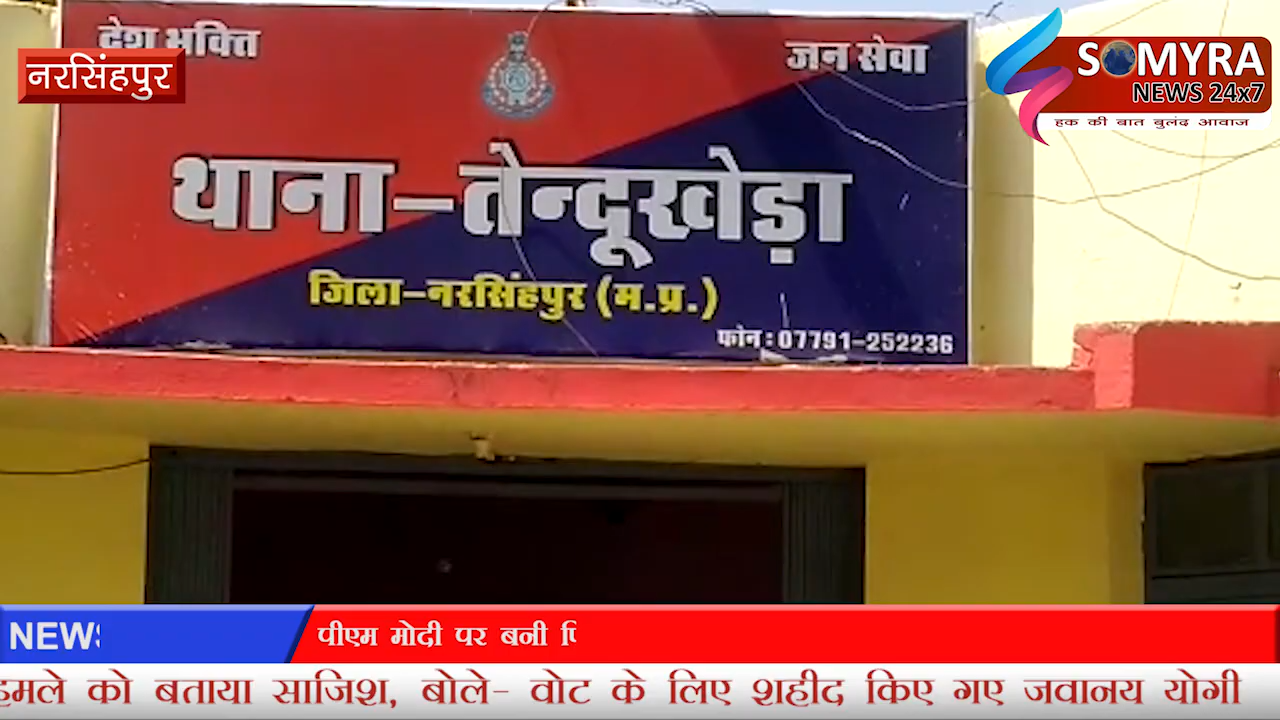 देश भक्ति
जन सेवा
नरसिंहपुर
SOMYRA
NEWS 24x7
हक की बात बुलंद आवाज
थाना-तेन्दूखेड़ा
जिला-नरसिंहपुर (म.प्र.)
फोन : 07791-252236
NEWS
पीएम मोदी पर बनी
हमले को बताया साजिश, बोले- वोट के लिए शहीद किए गए जवानय योगी